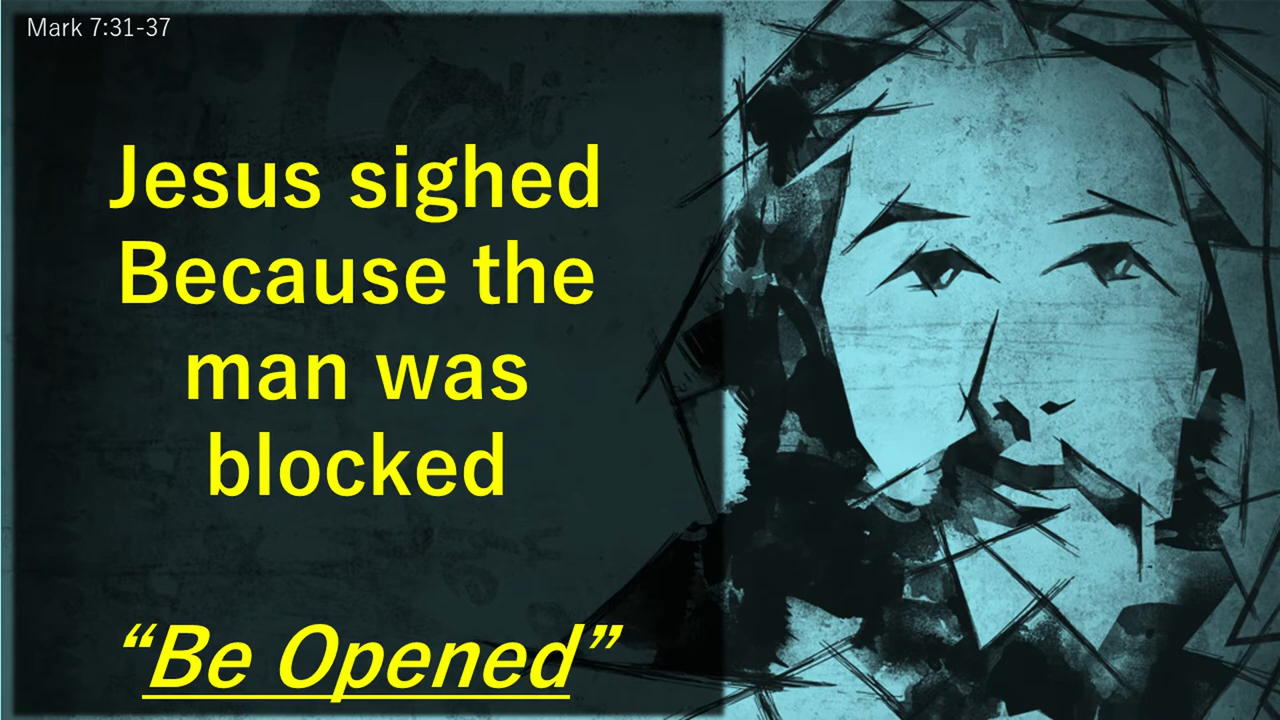 Mark 7:31-37
Jesus sighed
Because the
man was
blocked
“Be Opened”